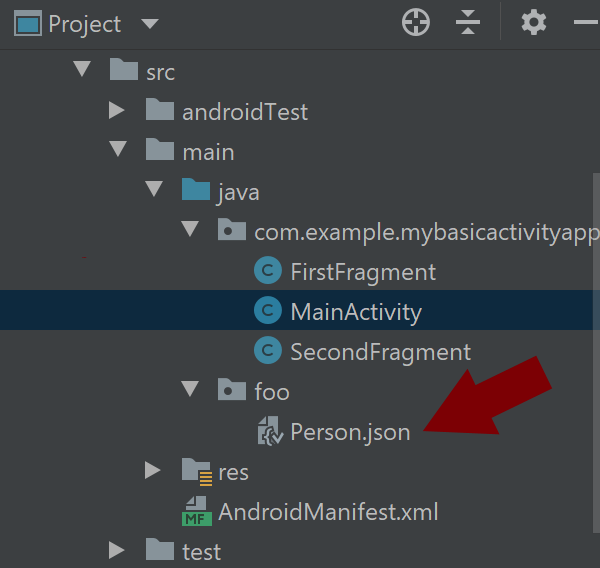 Project
src
androidTest
main
java
com.example.mybasicactivityapp
C FirstFragment
C MainActivity
C SecondFragment
foo
Person.json
res
MF AndroidManifest.xml
test